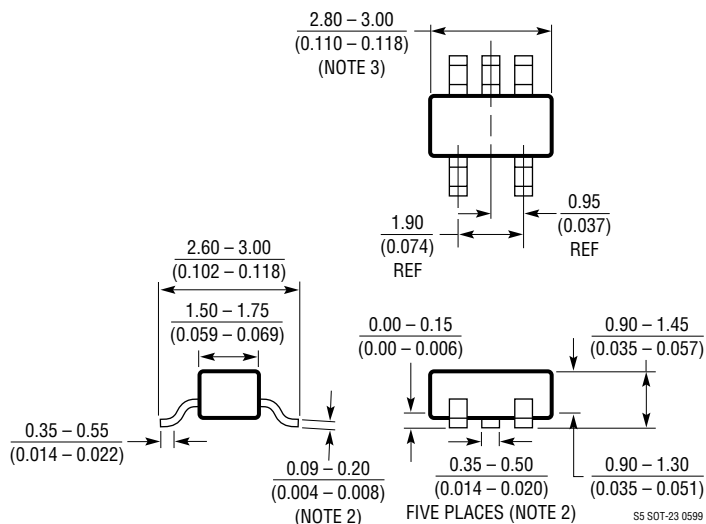 2.80 – 3.00
(0.110 – 0.118)
(NOTE 3)
1.90
(0.074)
REF
0.95
(0.037)
REF
2.60 – 3.00
(0.102 – 0.118)
1.50 – 1.75
(0.059 – 0.069)
0.00 – 0.15
(0.00 – 0.006)
0.90 – 1.45
(0.035 – 0.057)
0.35 – 0.55
(0.014 – 0.022)
0.09 – 0.20
(0.004 – 0.008)
(NOTE 2)
0.35 – 0.50
(0.014 – 0.020)
FIVE PLACES (NOTE 2)
0.90 – 1.30
(0.035 – 0.051)
S5 SOT-23 0599